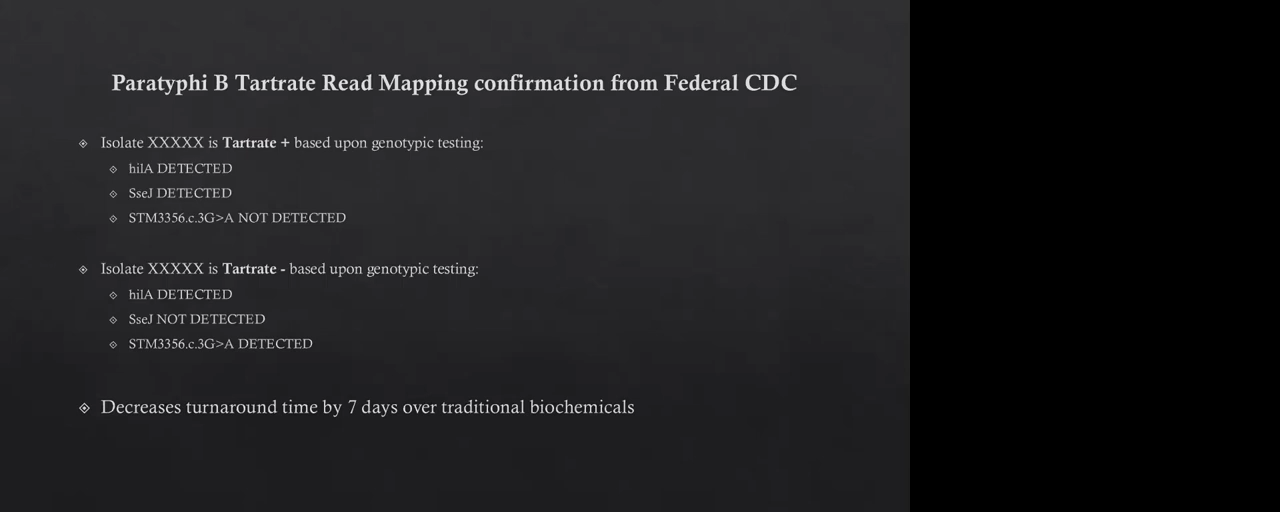 Paratyphi B Tartrate Read Mapping confirmation from Federal CDC
Isolate XXXXX is Tartrate + based upon genotypic testing:
hilA DETECTED
SseJ DETECTED
STM3356.c.3G>A NOT DETECTED
Isolate XXXXX is Tartrate - based upon genotypic testing:
hilA DETECTED
SseJ NOT DETECTED
STM3356.c.3G>A DETECTED
Decreases turnaround time by 7 days over traditional biochemicals